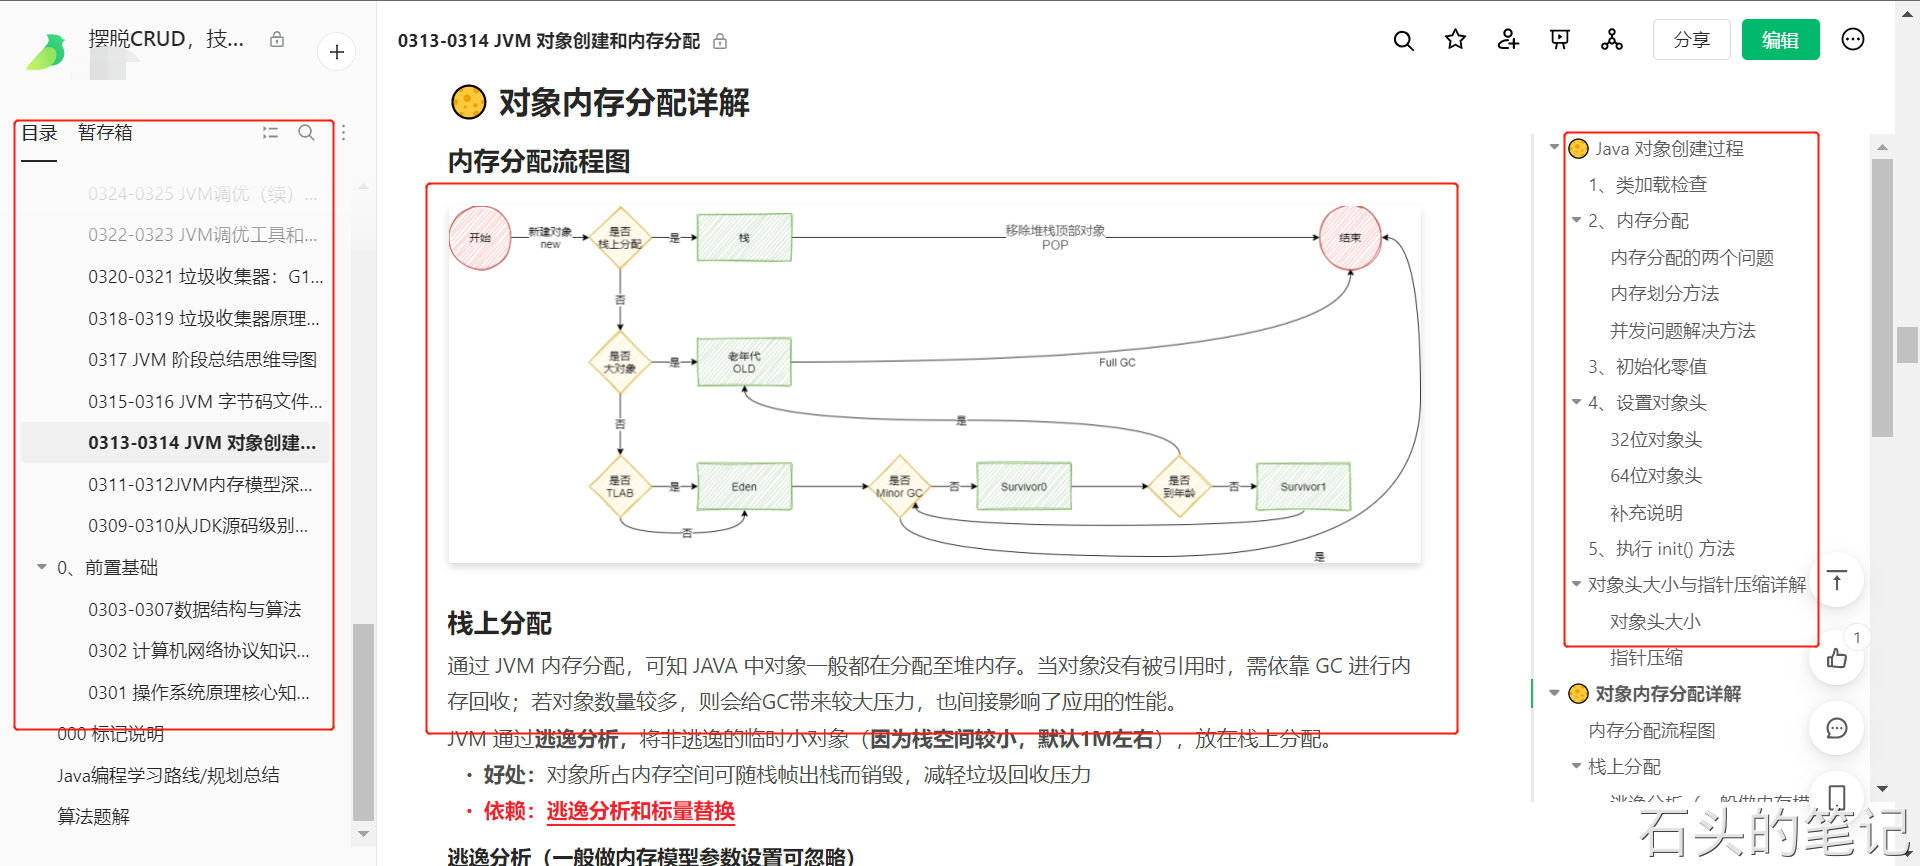 摆脱CRUD，技...
0313-0314 JVM 对象创建和内存分配
分享
编辑
目录 暂存箱
0324-0325 JVM调优（续）...
0322-0323 JVM调优工具和...
0320-0321 垃圾收集器：G1...
0318-0319 垃圾收集器原理...
0317 JVM 阶段总结思维导图
0315-0316 JVM 字节码文件...
0313-0314 JVM 对象创建...
0311-0312JVM内存模型深...
0309-0310从JDK源码级别...
0、前置基础
0303-0307数据结构与算法
0302 计算机网络协议知识...
0301 操作系统原理核心知...
000 标记说明
Java编程学习路线/规划总结
算法题解
对象内存分配详解
内存分配流程图
开始
新建对象
new
是否
栈上分配
是
栈
移除堆栈顶部对象
POP
结束
否
是否
大对象
是
老年代
OLD
Full GC
否
是
是否
TLAB
是
Eden
否
是否
Minor GC
否
Survivor0
是否
到年龄
否
Survivor1
是
栈上分配
通过 JVM 内存分配，可知 JAVA 中对象一般都在分配至堆内存。当对象没有被引用时，需依靠 GC 进行内
存回收；若对象数量较多，则会给GC带来较大压力，也间接影响了应用的性能。
JVM 通过逃逸分析，将非逃逸的临时小对象（因为栈空间较小，默认1M左右），放在栈上分配。
• 好处：对象所占内存空间可随栈帧出栈而销毁，减轻垃圾回收压力
• 依赖：逃逸分析和标量替换
逃逸分析（一般做内存模型参数设置可忽略）
Java 对象创建过程
1、类加载检查
2、内存分配
内存分配的两个问题
内存划分方法
并发问题解决方法
3、初始化零值
4、设置对象头
32位对象头
64位对象头
补充说明
5、执行 init() 方法
对象头大小与指针压缩详解
对象头大小
指针压缩
对象内存分配详解
内存分配流程图
栈上分配
逃逸分析（一般做内存模
1
石头的笔记